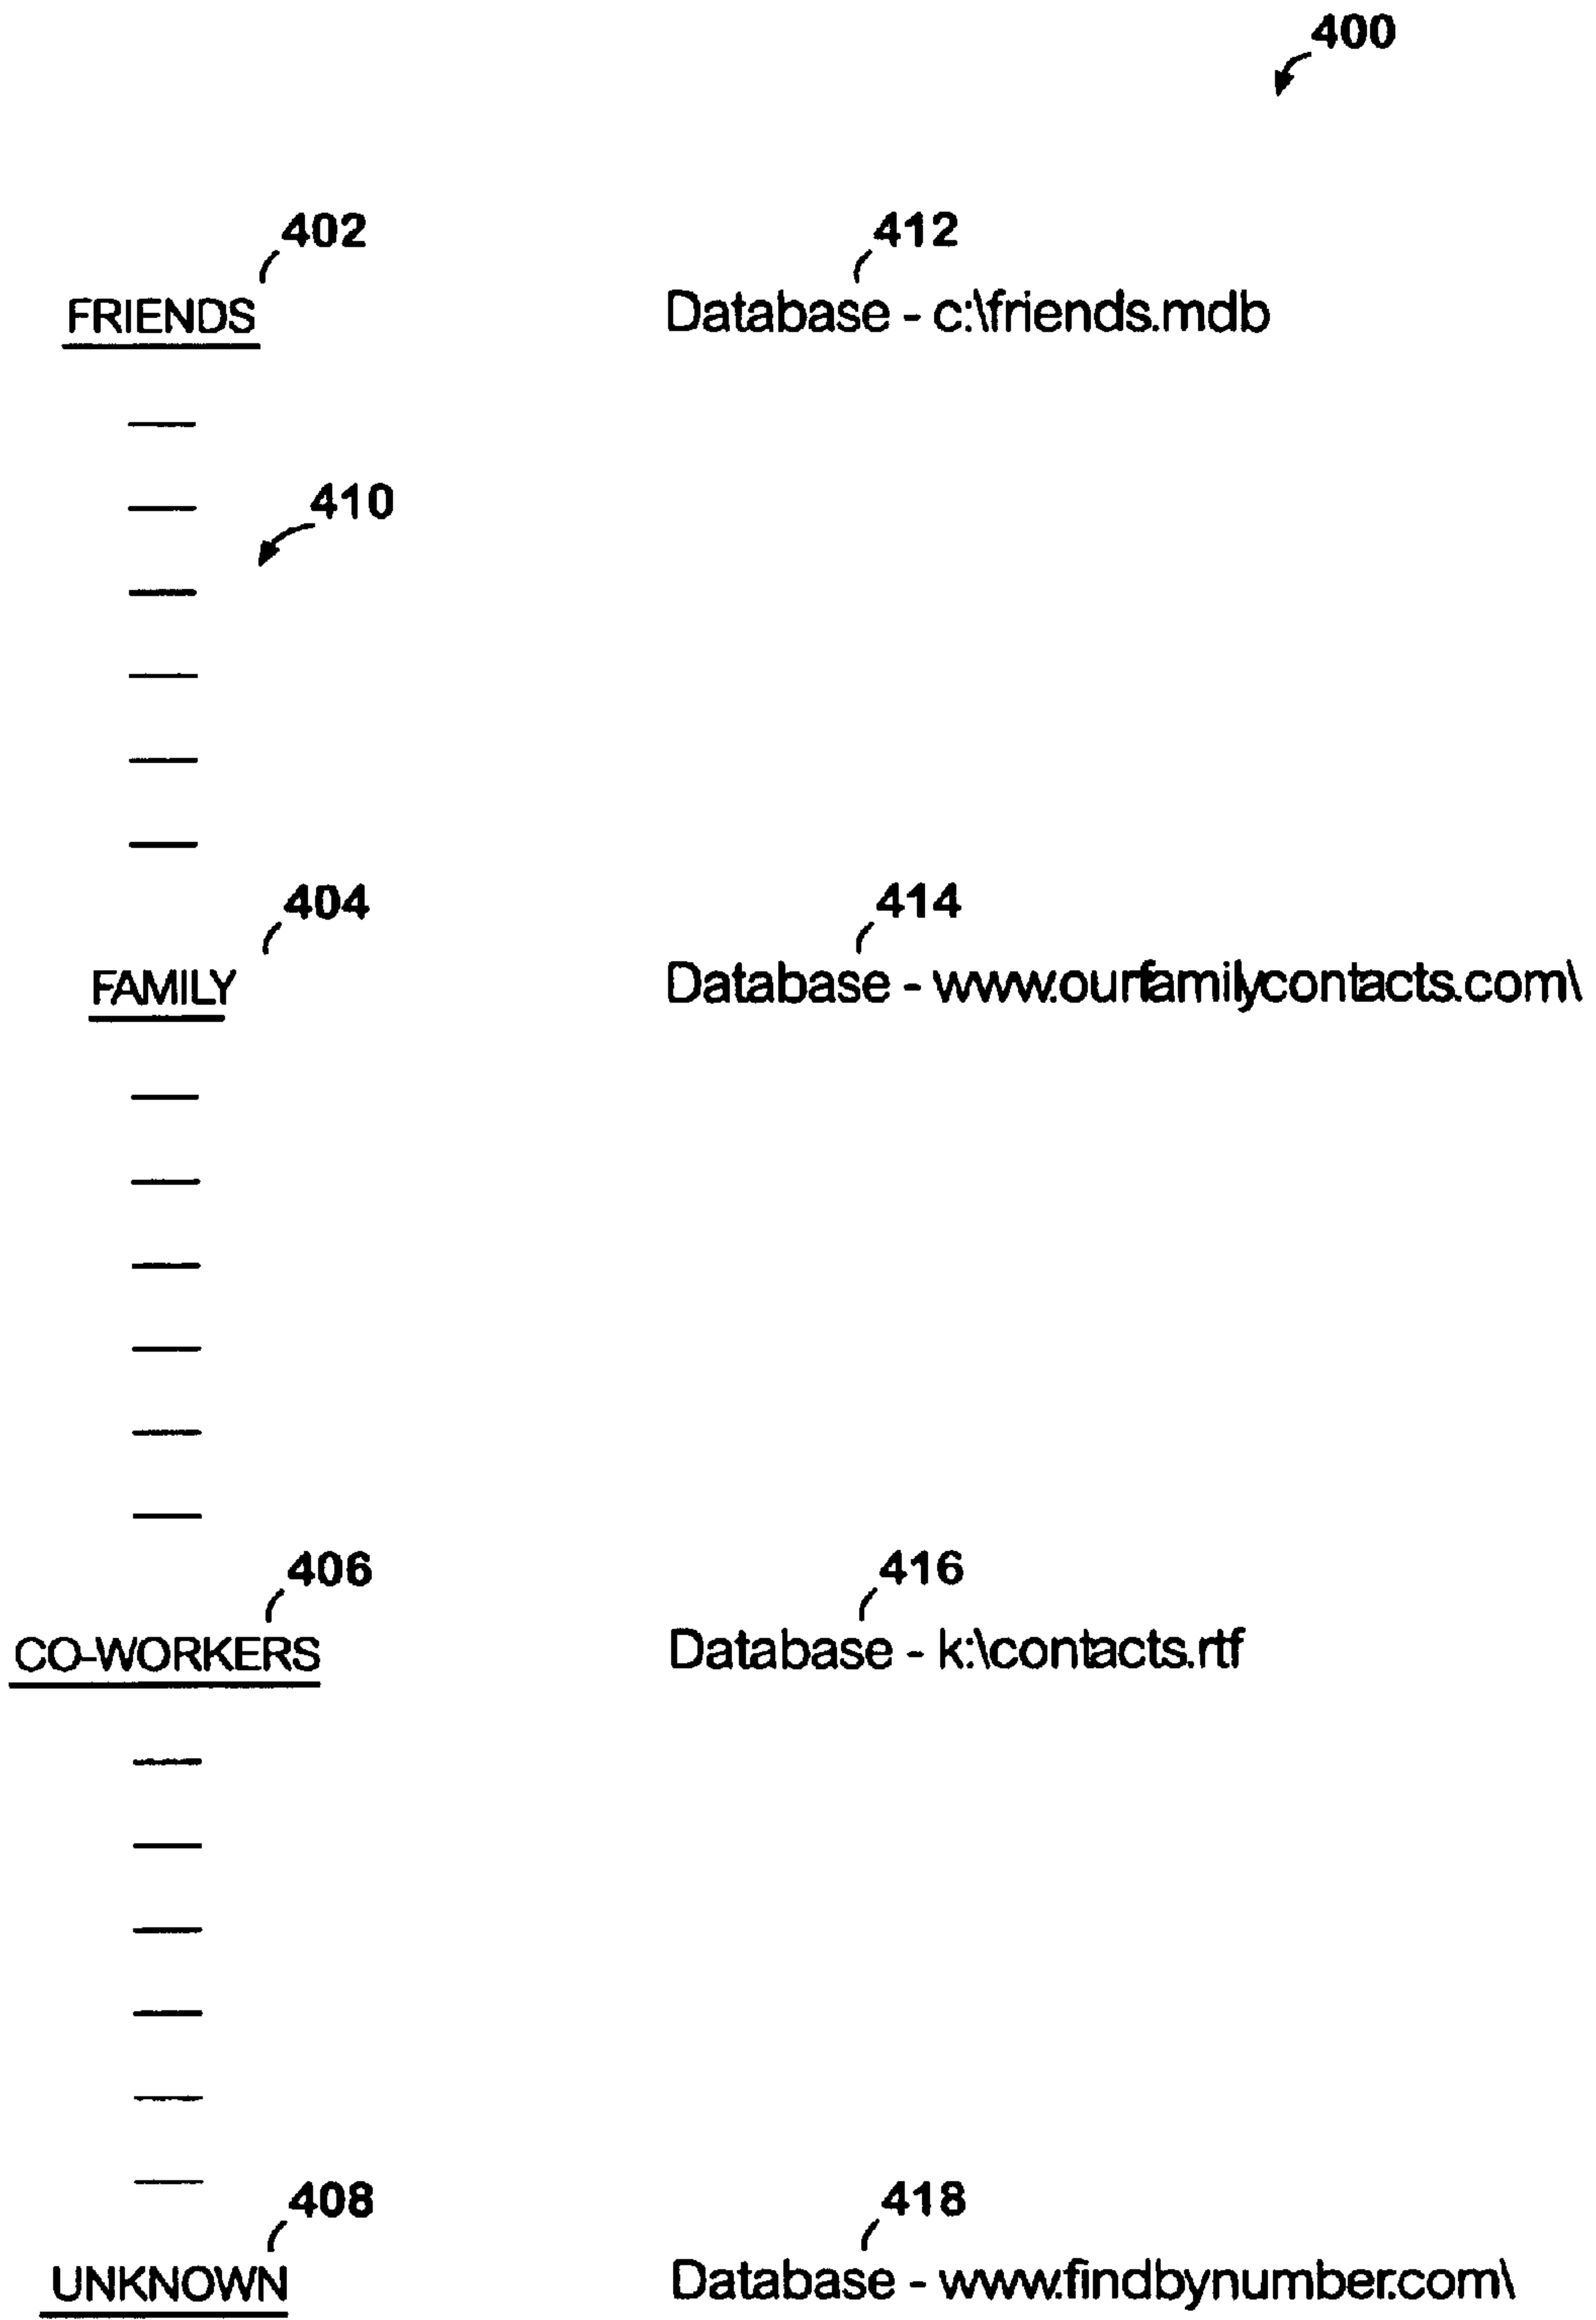 400
402 412
FRIENDS Database - c:\friends.mdb
410
404 414
FAMILY Database - www.ourfamilycontacts.com\
406 416
CO-WORKERS Database - k:\contacts.rtf
408 418
UNKNOWN Database - www.findbynumber.com\